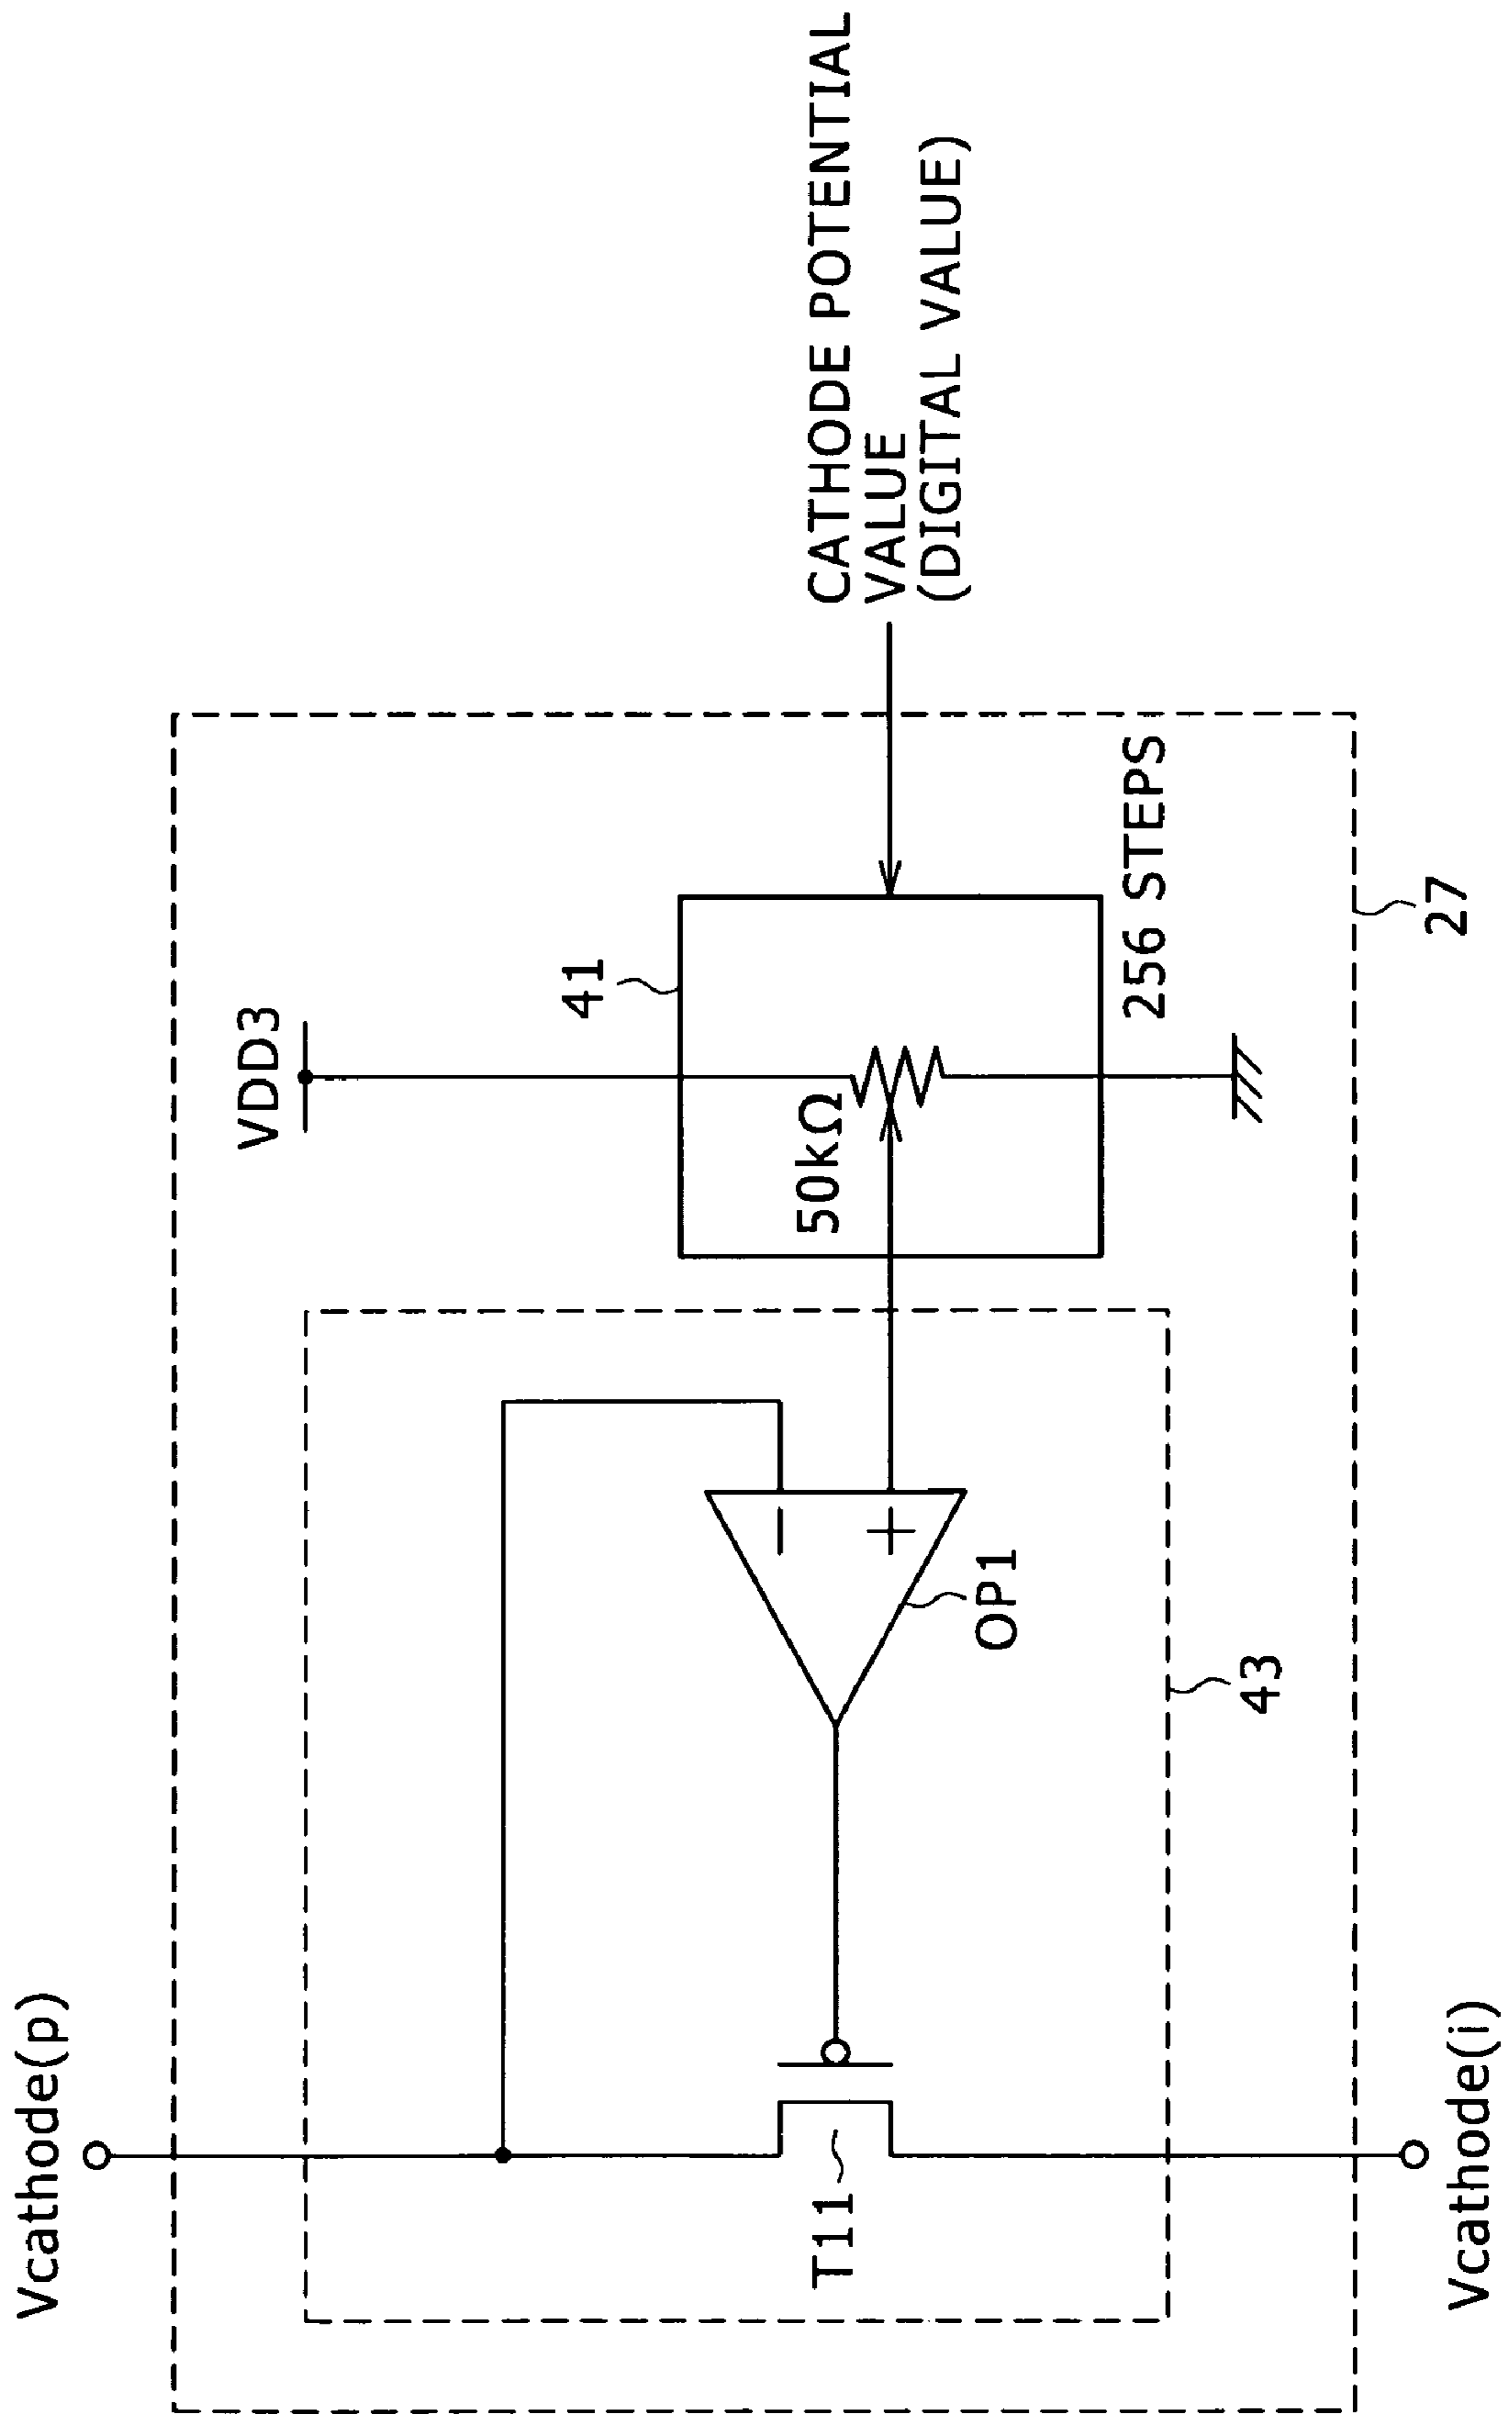 Vcathode(p)
VDD3
41
50kΩ
CATHODE POTENTIAL
VALUE
(DIGITAL VALUE)
T11
OP1
256 STEPS
43
27
Vcathode(i)